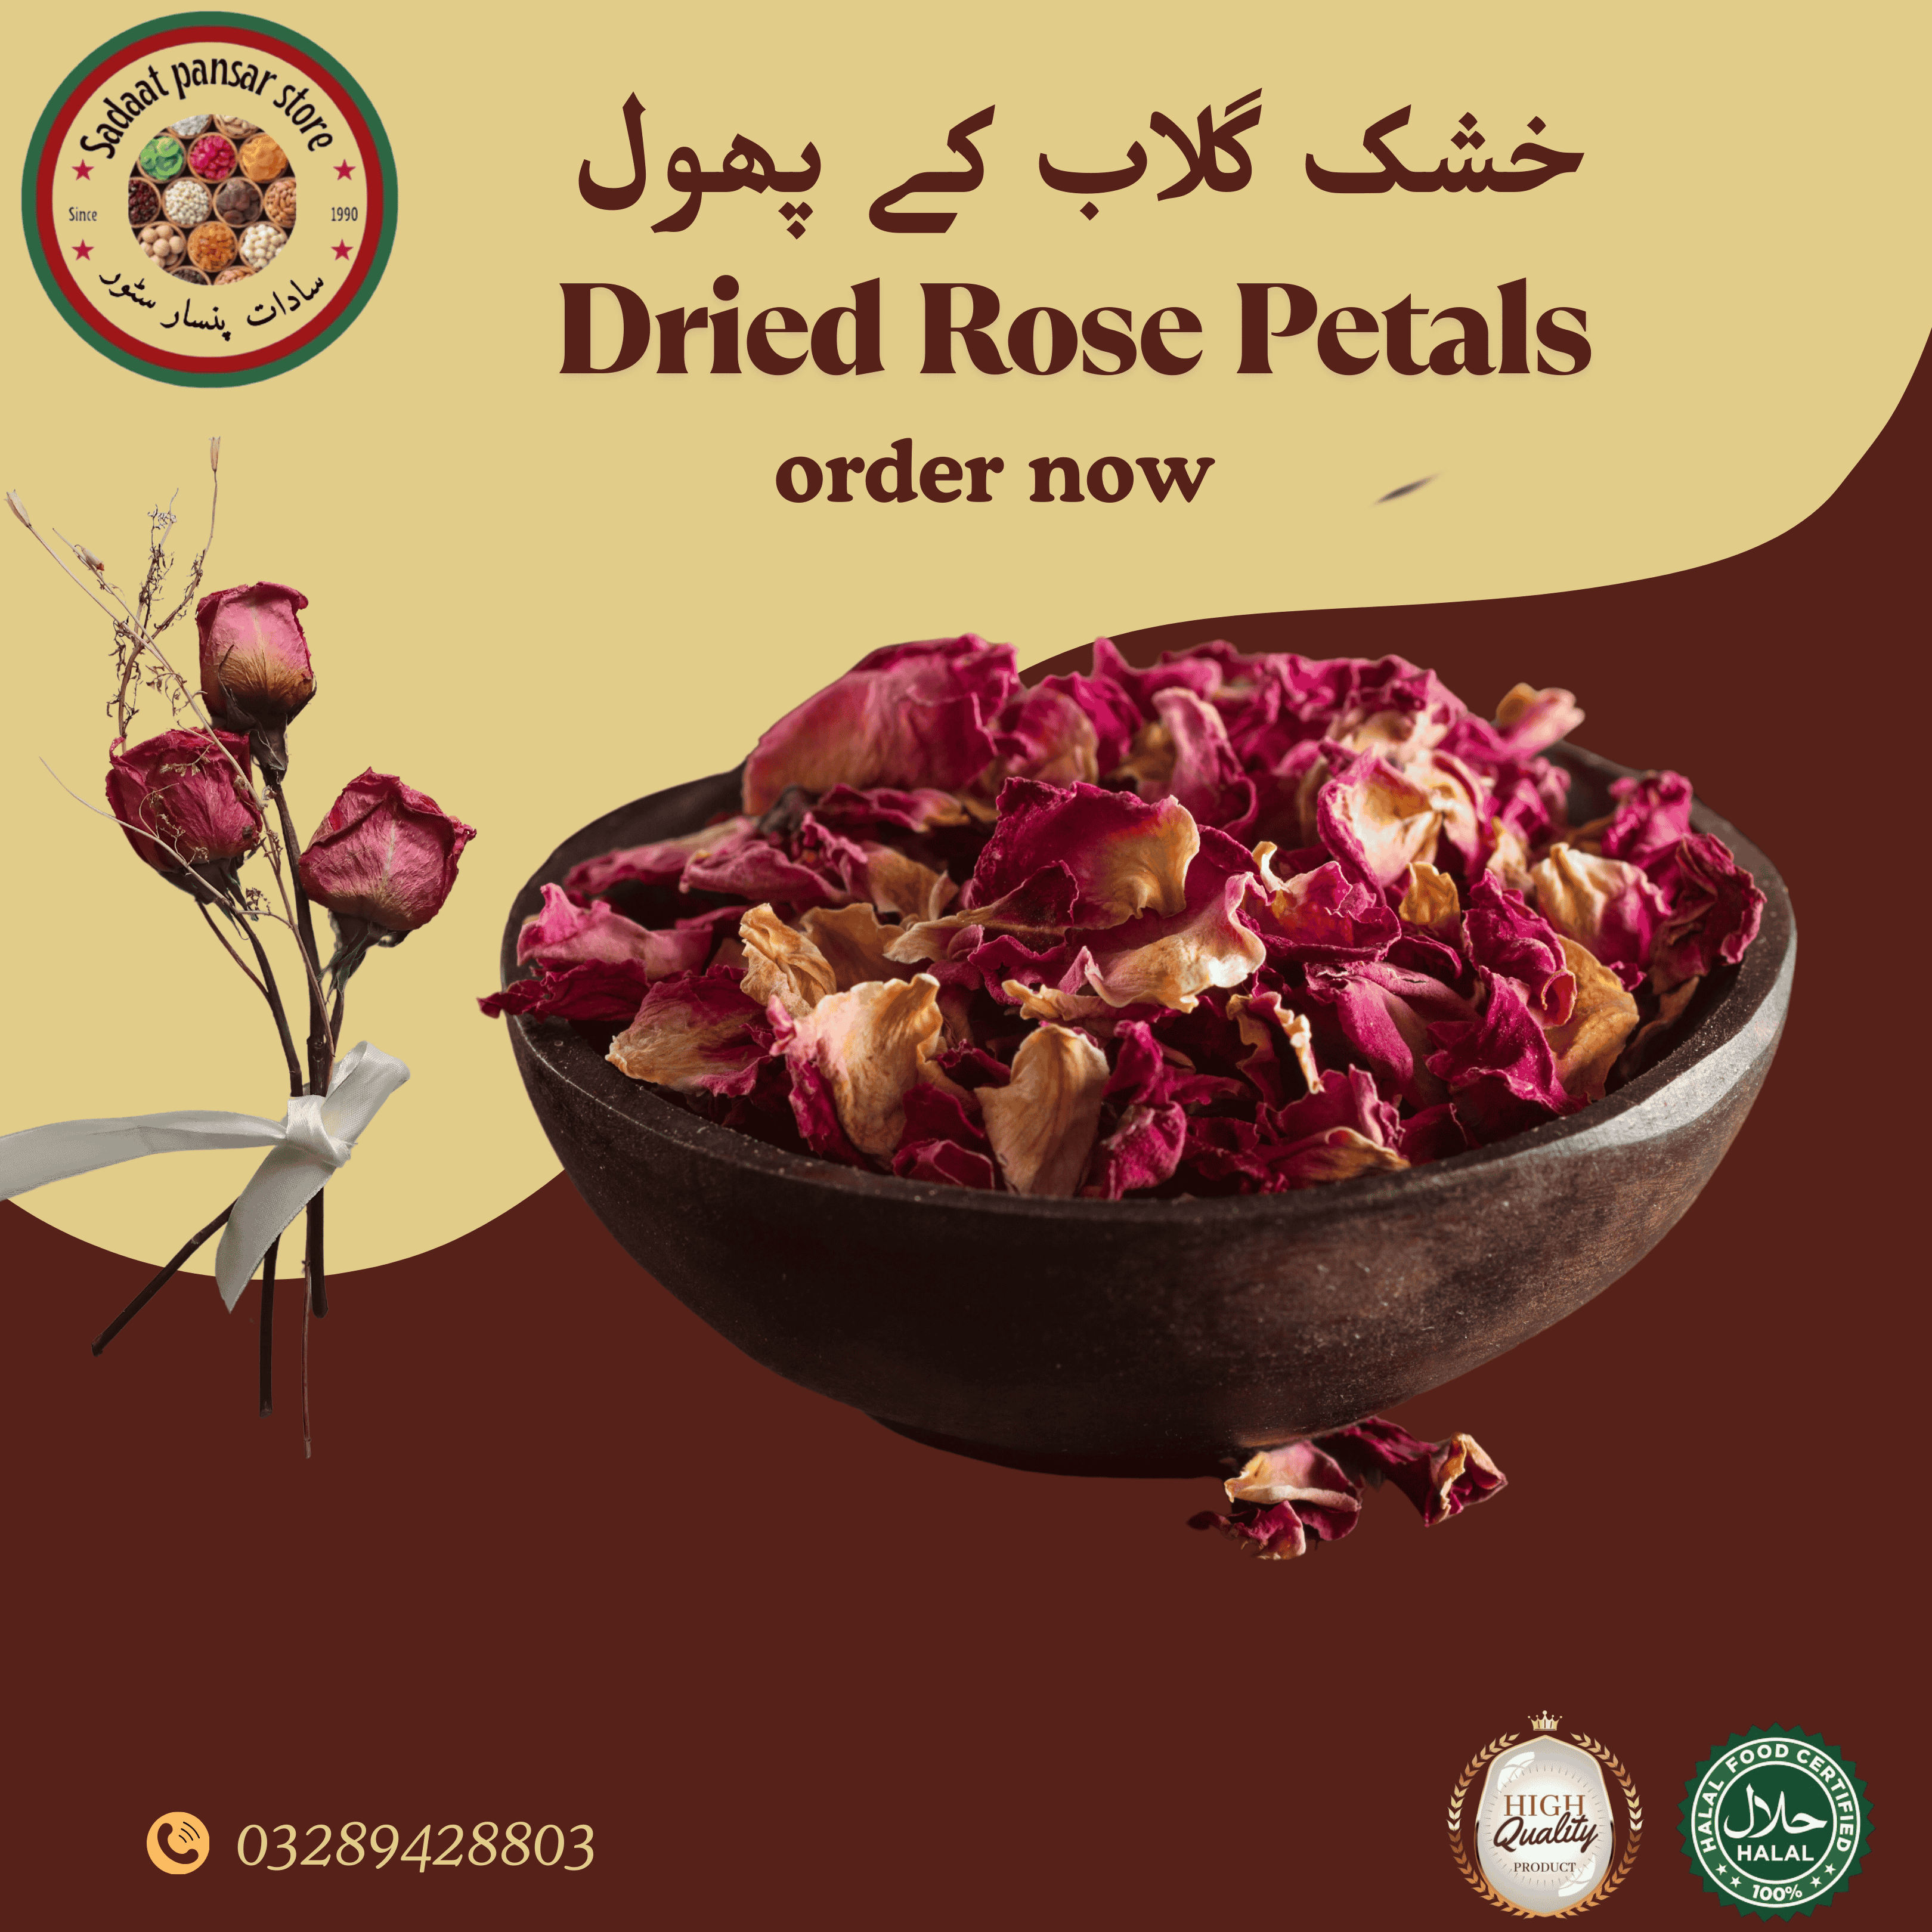 Sadaat pansar store
Since 1990
سادات پنسار سٹور
خشک گلاب کے پھول
Dried Rose Petals
order now
03289428803
HIGH
Quality
PRODUCT
HALAL FOOD CERTIFIED
حلال
HALAL
100%